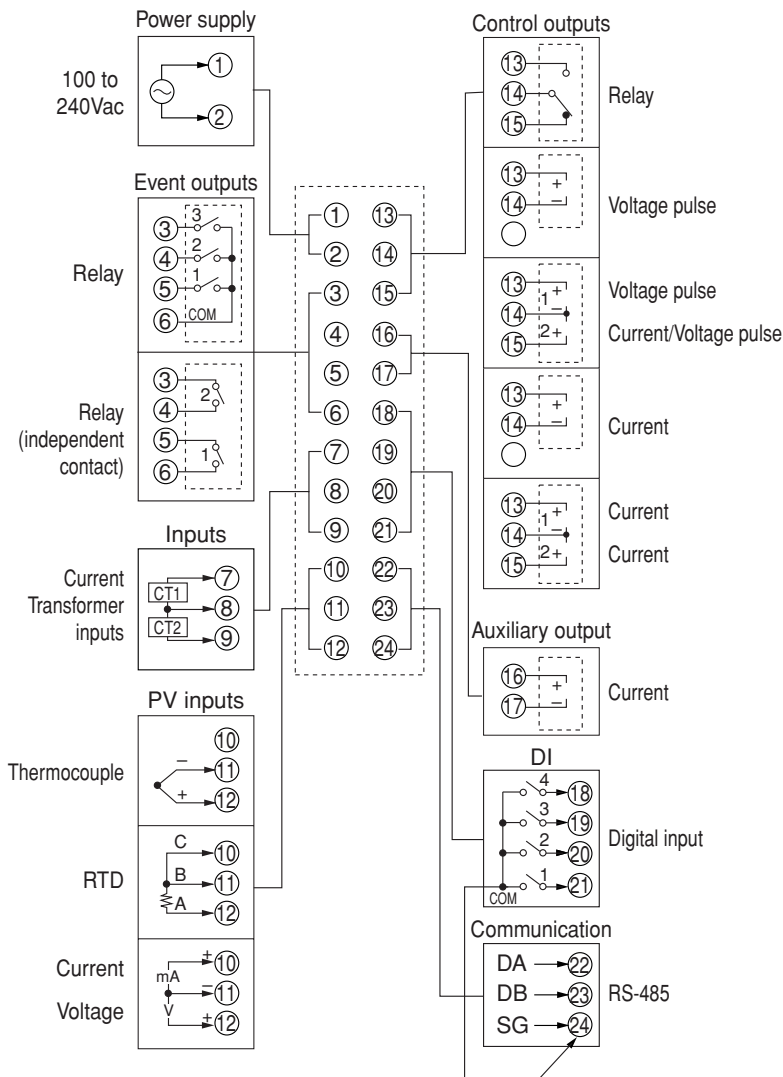 Power supply
100 to
240Vac
1
2
Event outputs
Relay
3
3
4
2
5
1
6
COM
Relay
(independent
contact)
3
4
2
5
6
1
Inputs
Current
Transformer
inputs
CT1
CT2
7
8
9
PV inputs
Thermocouple
10
− 11
+ 12
RTD
C 10
B 11
A 12
Current
Voltage
mA
V
+ 10
− 11
+ 12
1 13
2 14
3 15
4 16
5 17
6 18
7 19
8 20
9 21
10 22
11 23
12 24
Control outputs
13
14
15
Relay
13
14
+
−
Voltage pulse
13
14
15
1 +
−
2 +
Voltage pulse
Current/Voltage pulse
13
14
+
−
Current
13
14
15
1 +
−
2 +
Current
Current
Auxiliary output
16
17
+
−
Current
DI
4 18
3 19
2 20
1 21
COM
Digital input
Communication
DA 22
DB 23
SG 24
RS-485